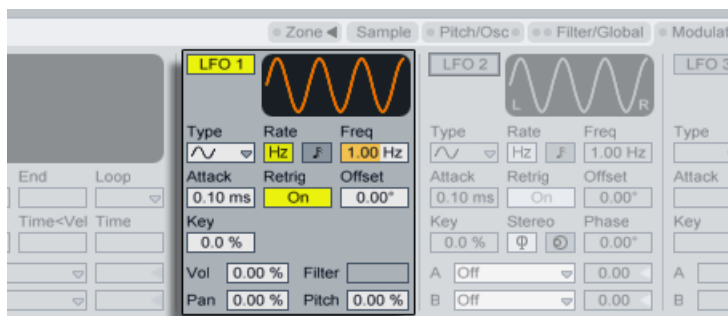 Zone Sample Pitch/Osc Filter/Global Modulat
LFO 1 LFO 2 L R LFO 3
Type Rate Freq Type Rate Freq Type
Hz 1.00 Hz Hz 1.00 Hz
End Loop Attack Retrig Offset Attack Retrig Offset Attack
0.10 ms On 0.00° 0.10 ms On 0.00°
Time<Vel Time Key Key Stereo Phase Key
0.0 % 0.0 % Φ 0.00°
Vol 0.00 % Filter A Off 0.00 A
Pan 0.00 % Pitch 0.00 % B Off 0.00 B